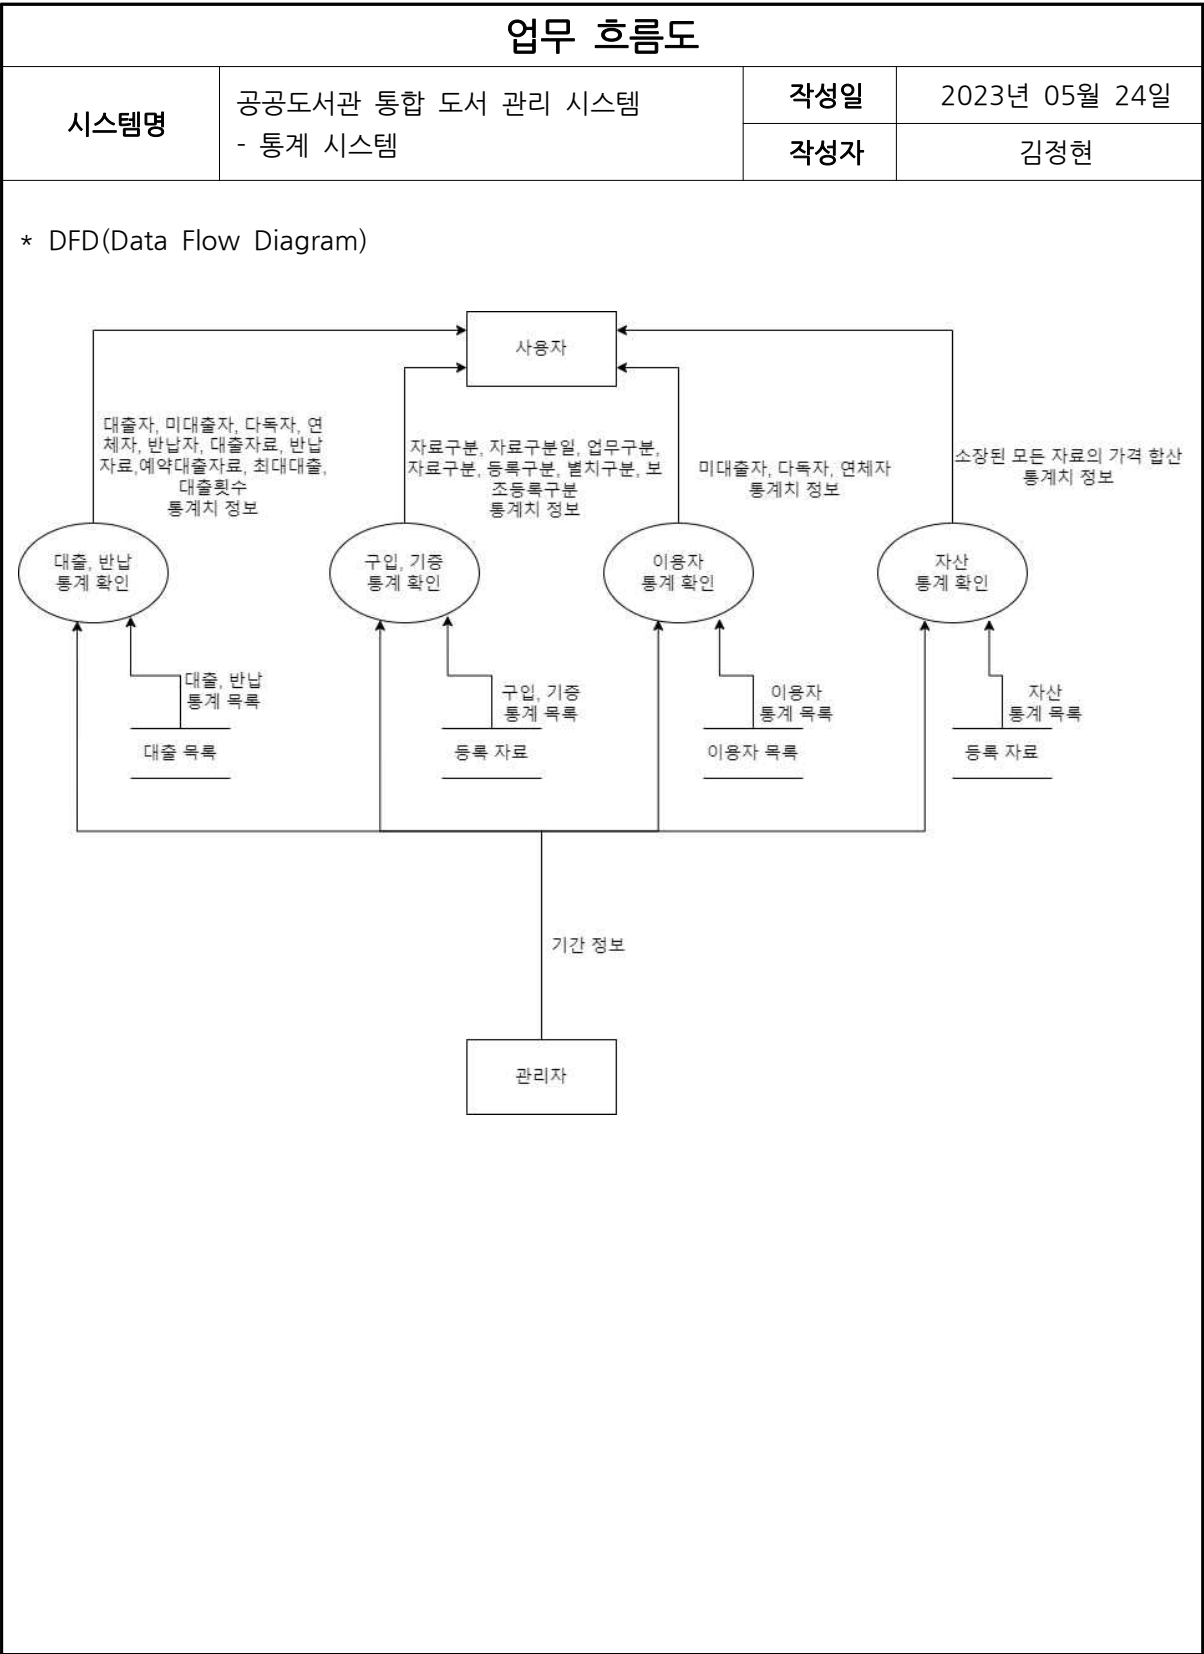 업무 흐름도
시스템명
공공도서관 통합 도서 관리 시스템
- 통계 시스템
작성일
2023년 05월 24일
작성자
김정현
* DFD(Data Flow Diagram)
사용자
대출자, 미대출자, 다독자, 연
체자, 반납자, 대출자료, 반납
자료,예약대출자료, 최대대출,
대출횟수
통계치 정보
자료구분, 자료구분일, 업무구분,
자료구분, 등록구분, 별치구분, 보
조등록구분
통계치 정보
미대출자, 다독자, 연체자
통계치 정보
소장된 모든 자료의 가격 합산
통계치 정보
대출, 반납
통계 확인
구입, 기증
통계 확인
이용자
통계 확인
자산
통계 확인
대출, 반납
통계 목록
구입, 기증
통계 목록
이용자
통계 목록
자산
통계 목록
대출 목록
등록 자료
이용자 목록
등록 자료
기간 정보
관리자